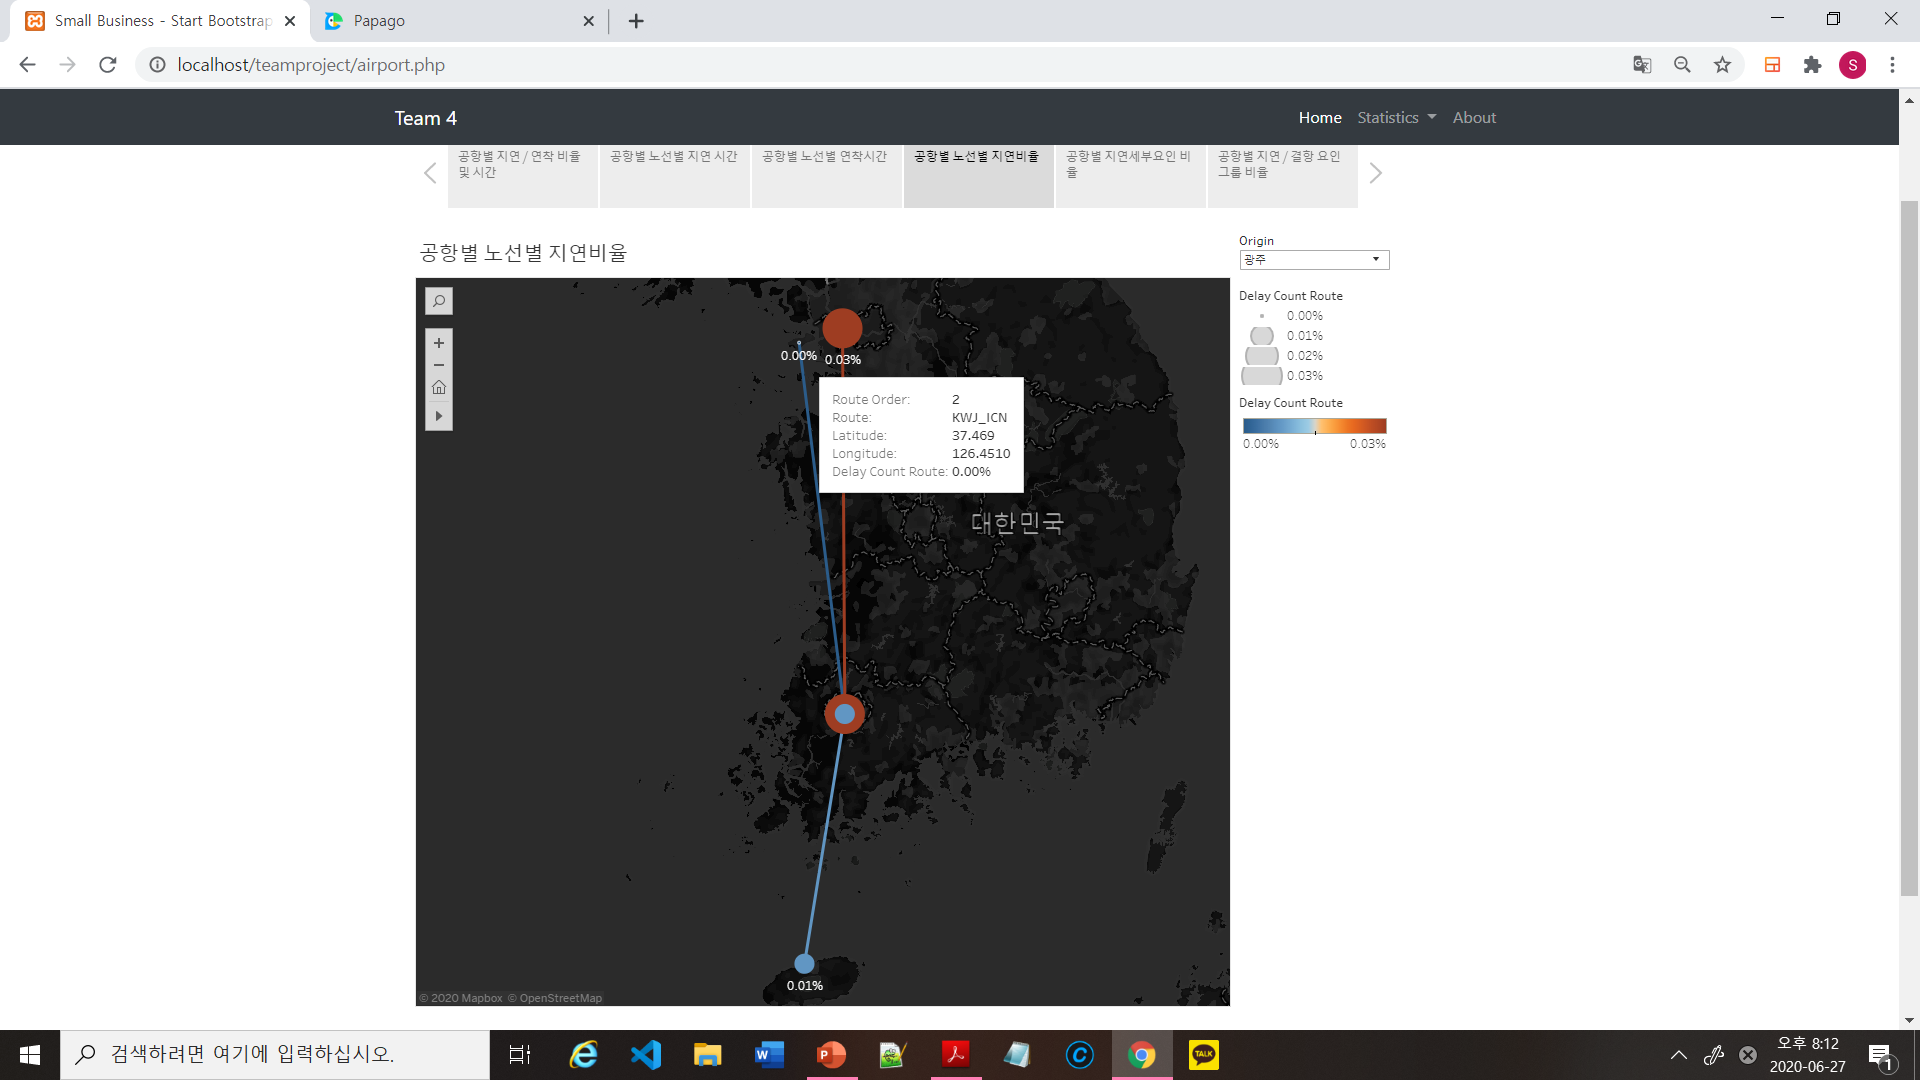 Small Business - Start Bootstrap
Papago
localhost/teamproject/airport.php
S
Team 4
Home
Statistics
About
공항별 지연 / 연착 비율
및 시간
공항별 노선별 지연 시간
공항별 노선별 연착시간
공항별 노선별 지연비율
공항별 지연세부요인 비
율
공항별 지연 / 결항 요인
그룹 비율
공항별 노선별 지연비율
Origin
광주
Delay Count Route
0.00%
0.01%
0.02%
0.03%
Delay Count Route
0.00%
0.03%
0.00%
0.03%
Route Order: 2
Route: KWJ_ICN
Latitude: 37.469
Longitude: 126.4510
Delay Count Route: 0.00%
대한민국
0.01%
© 2020 Mapbox © OpenStreetMap
검색하려면 여기에 입력하십시오.
TALK
오후 8:12
2020-06-27
1